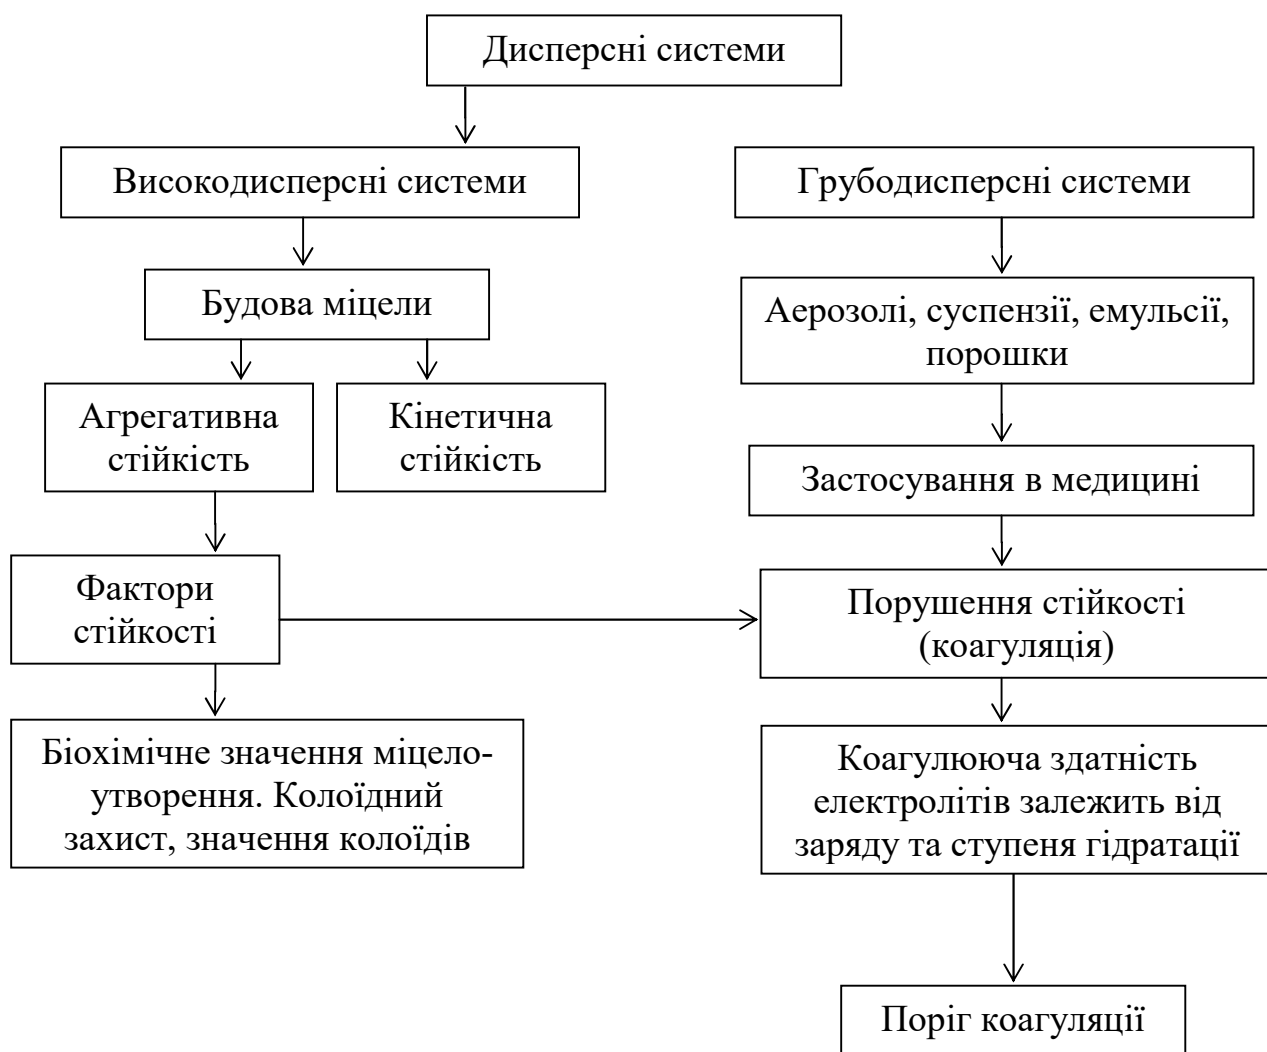 Дисперсні системи
Високодисперсні системи
Грубодисперсні системи
Будова міцели
Аерозолі, суспензії, емульсії,
порошки
Агрегативна
стійкість
Кінетична
стійкість
Застосування в медицині
Фактори
стійкості
Порушення стійкості
(коагуляція)
Біохімічне значення міцело-
утворення. Колоїдний
захист, значення колоїдів
Коагулююча здатність
електролітів залежить від
заряду та ступеня гідратації
Поріг коагуляції